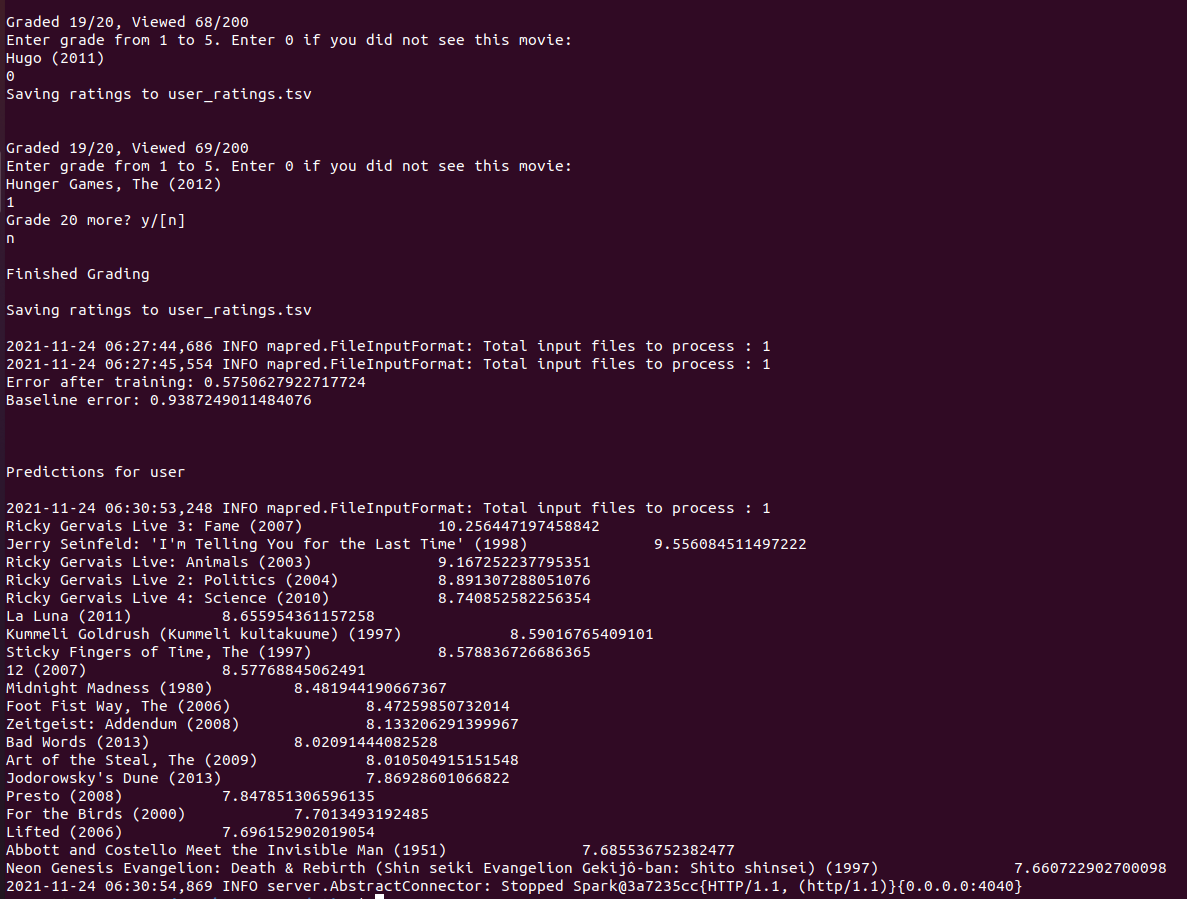 Graded 19/20, Viewed 68/200
Enter grade from 1 to 5. Enter 0 if you did not see this movie:
Hugo (2011)
0
Saving ratings to user_ratings.tsv
Graded 19/20, Viewed 69/200
Enter grade from 1 to 5. Enter 0 if you did not see this movie:
Hunger Games, The (2012)
1
Grade 20 more? y/[n]
n
Finished Grading
Saving ratings to user_ratings.tsv
2021-11-24 06:27:44,686 INFO mapred.FileInputFormat: Total input files to process : 1
2021-11-24 06:27:45,554 INFO mapred.FileInputFormat: Total input files to process : 1
Error after training: 0.5750627922717724
Baseline error: 0.9387249011484076
Predictions for user
2021-11-24 06:30:53,248 INFO mapred.FileInputFormat: Total input files to process : 1
Ricky Gervais Live 3: Fame (2007) 10.256447197458842
Jerry Seinfeld: 'I'm Telling You for the Last Time' (1998) 9.556084511497222
Ricky Gervais Live: Animals (2003) 9.167252237795351
Ricky Gervais Live 2: Politics (2004) 8.891307288051076
Ricky Gervais Live 4: Science (2010) 8.740852582256354
La Luna (2011) 8.655954361157258
Kummeli Goldrush (Kummeli kultakuume) (1997) 8.59016765409101
Sticky Fingers of Time, The (1997) 8.578836726686365
12 (2007) 8.57768845062491
Midnight Madness (1980) 8.481944190667367
Foot Fist Way, The (2006) 8.47259850732014
Zeitgeist: Addendum (2008) 8.133206291399967
Bad Words (2013) 8.02091444082528
Art of the Steal, The (2009) 8.010504915151548
Jodorowsky's Dune (2013) 7.86928601066822
Presto (2008) 7.847851306596135
For the Birds (2000) 7.7013493192485
Lifted (2006) 7.696152902019054
Abbott and Costello Meet the Invisible Man (1951) 7.685536752382477
Neon Genesis Evangelion: Death & Rebirth (Shin seiki Evangelion Gekijô-ban: Shito shinsei) (1997) 7.660722902700098
2021-11-24 06:30:54,869 INFO server.AbstractConnector: Stopped Spark@3a7235cc{HTTP/1.1, (http/1.1)}{0.0.0.0:4040}